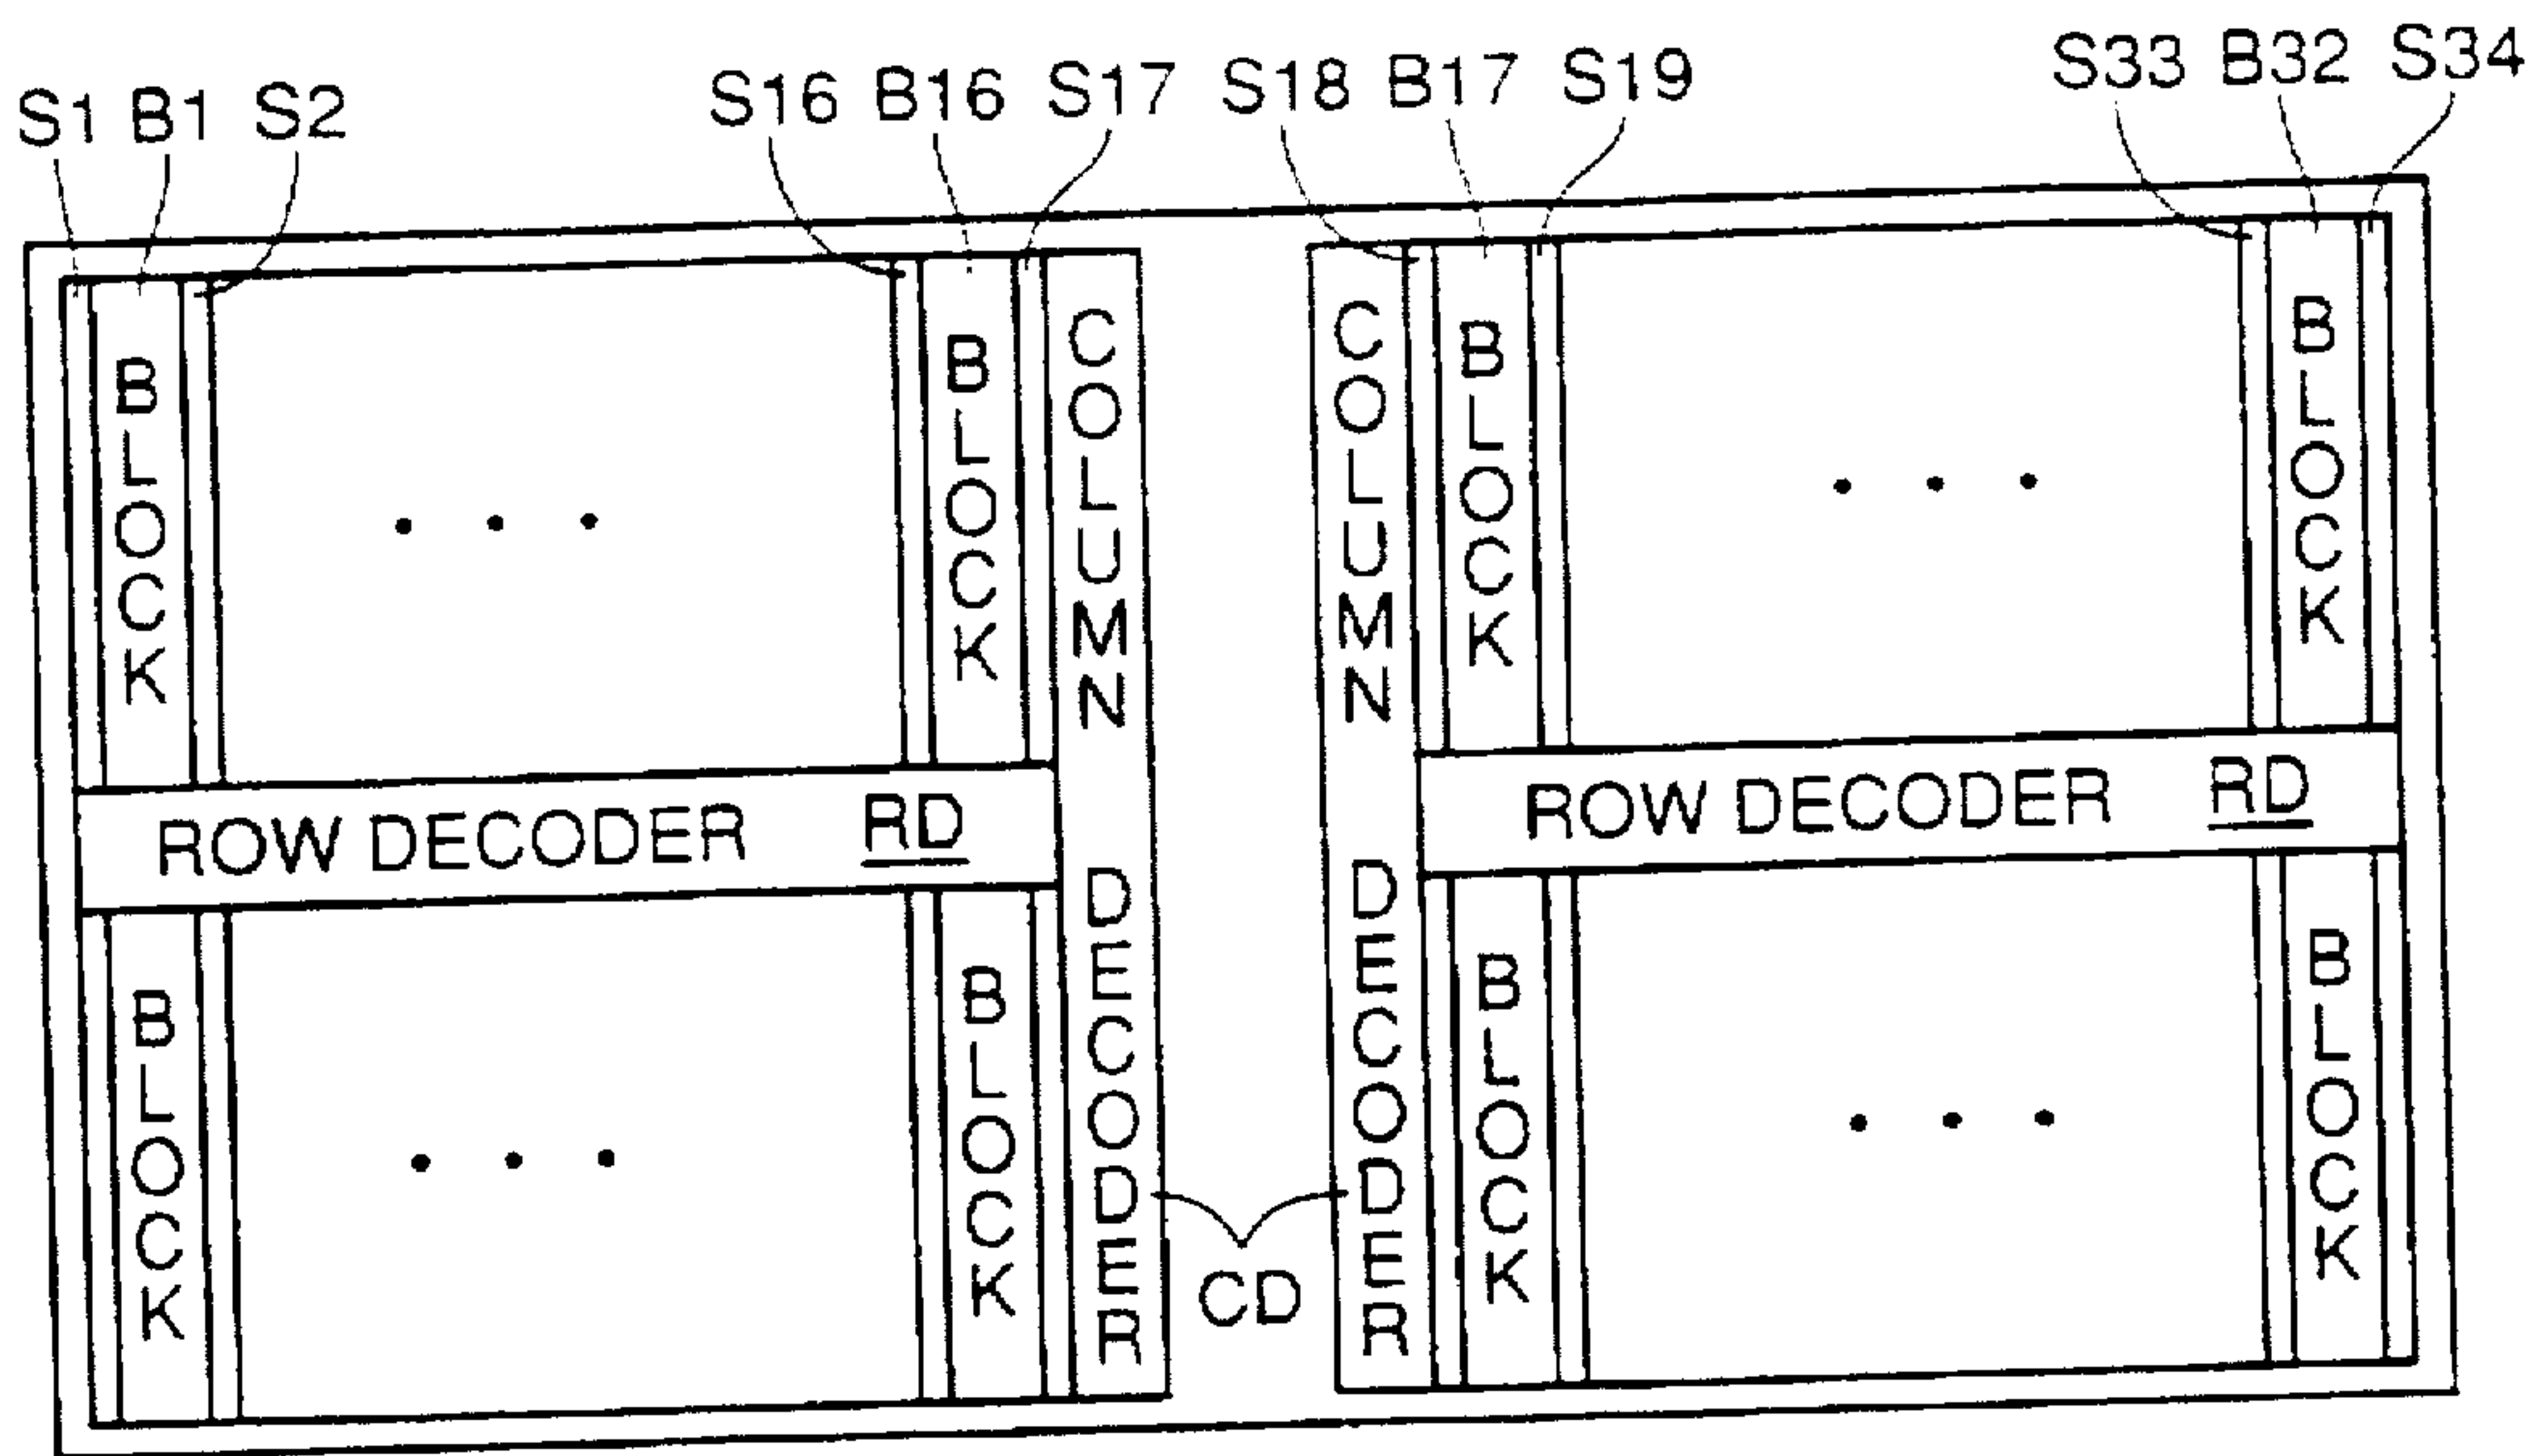 S1 B1 S2 S16 B16 S17 S18 B17 S19 S33 B32 S34
BLOCK
BLOCK
COLUMN DECODER
COLUMN DECODER
BLOCK
BLOCK
ROW DECODER RD
ROW DECODER RD
BLOCK
BLOCK
BLOCK
BLOCK
CD